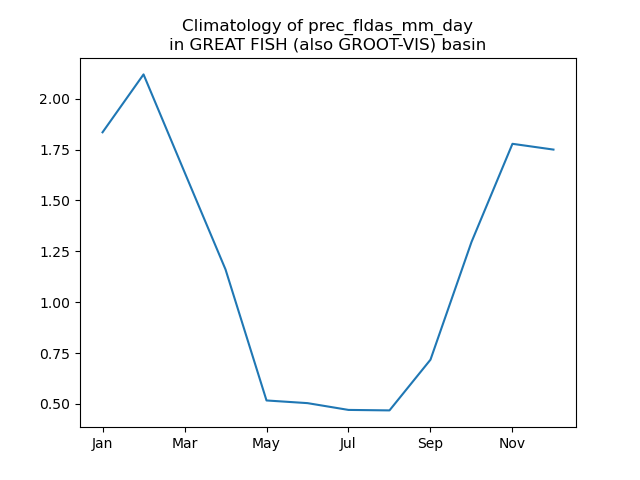 Climatology of prec_fldas_mm_day
in GREAT FISH (also GROOT-VIS) basin
2.00
1.75
1.50
1.25
1.00
0.75
0.50
Jan Mar May Jul Sep Nov